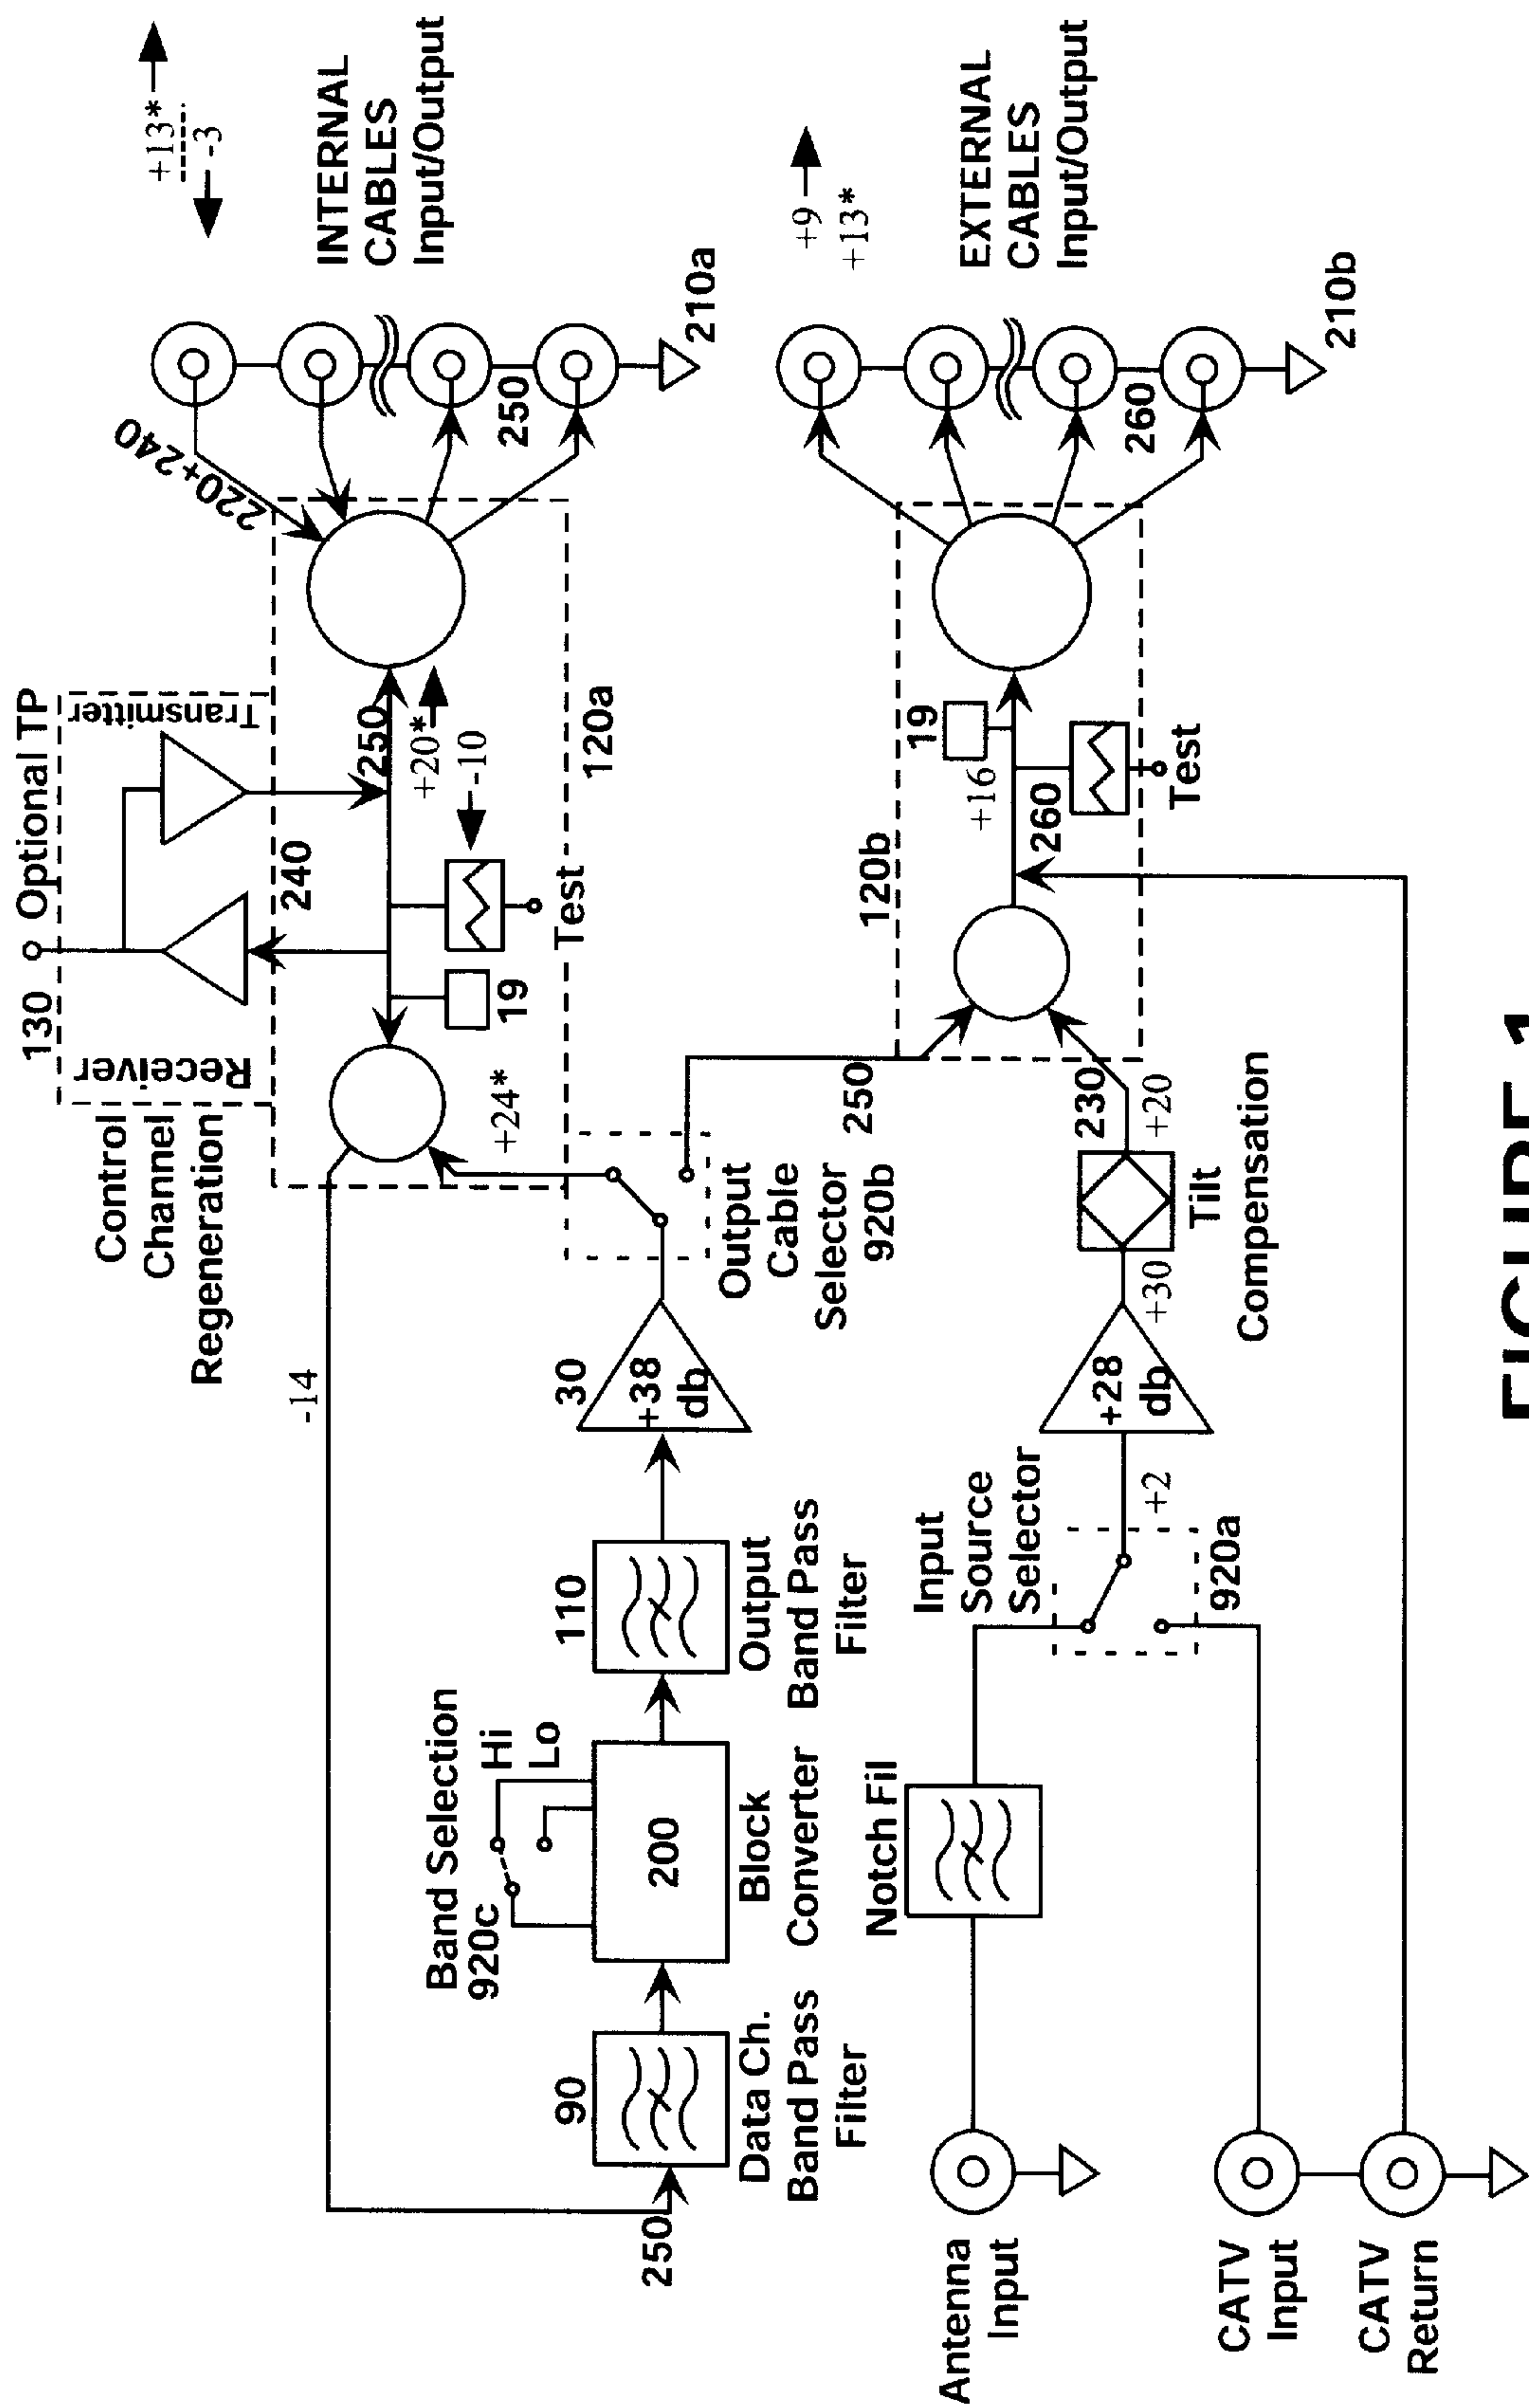 130
Optional TP
Control
Channel
Regeneration
Receiver
Transmitter
240
220+240
+13*
-3
INTERNAL
CABLES
Input/Output
-14
250
+20*
-10
250
210a
19
Test
120a
+24*
Band Selection
920c
Hi
Lo
250
90
Data Ch.
Band Pass
Filter
200
Block
Converter
110
Output
Band Pass
Filter
30
+38
db
Output
Cable
Selector
920b
250
120b
+9
+13*
EXTERNAL
CABLES
Input/Output
19
+16
260
Test
260
210b
Notch Fil
Input
Source
Selector
920a
+2
+28
db
+30
Tilt
Compensation
230
+20
Antenna
Input
CATV
Input
CATV
Return
FIGURE 1